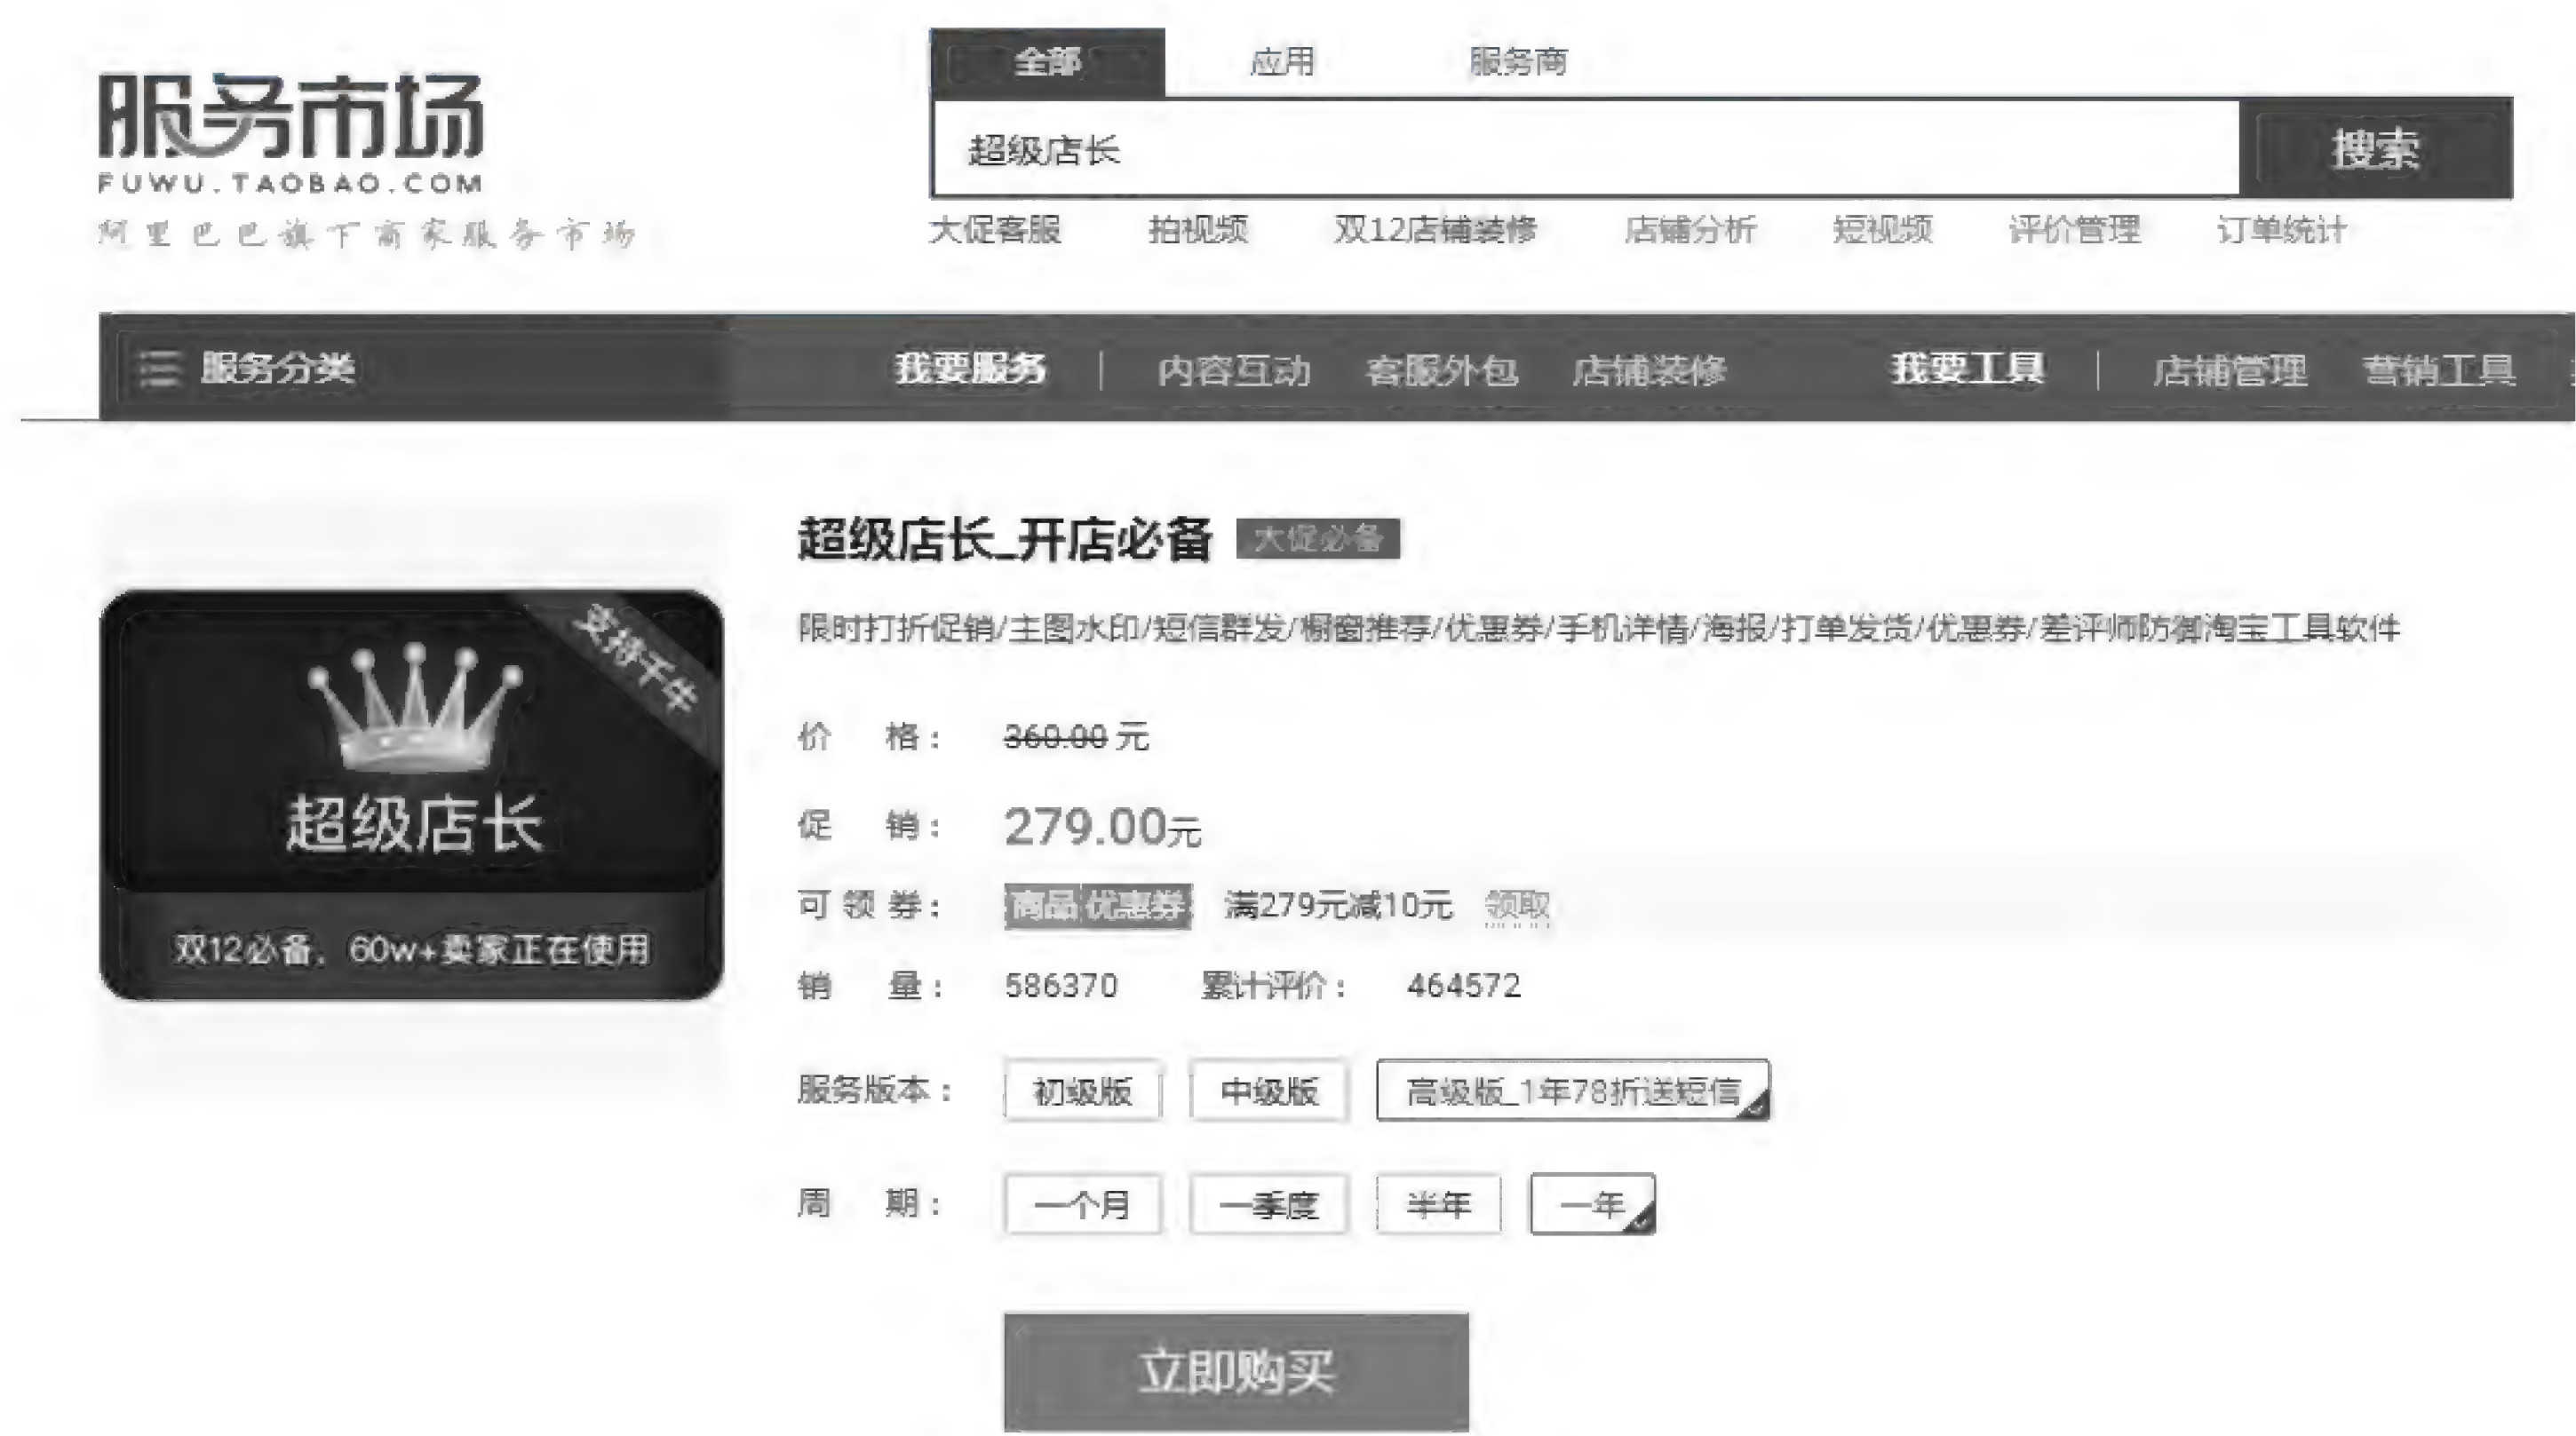 全部 应用 服务商
服务市场
超级店长 搜索
FUWU.TAOBAO.COM
阿里巴巴旗下商家服务市场
大促客服 拍视频 双12店铺装修 店铺分析 短视频 评价管理 订单统计
服务分类 我要服务 | 内容互动 客服外包 店铺装修 我要工具 | 店铺管理 营销工具
超级店长_开店必备 大促必备
限时打折促销/主图水印/短信群发/橱窗推荐/优惠券/手机详情/海报/打单发货/优惠券/差评师防御淘宝工具软件
支持千牛
超级店长
双12必备，60w+卖家正在使用
价 格： 360.00 元
促 销： 279.00元
可领券： 商品优惠券 满279元减10元 领取
销 量： 586370 累计评价： 464572
服务版本： 初级版 中级版 高级版_1年78折送短信
周 期： 一个月 一季度 半年 一年
立即购买